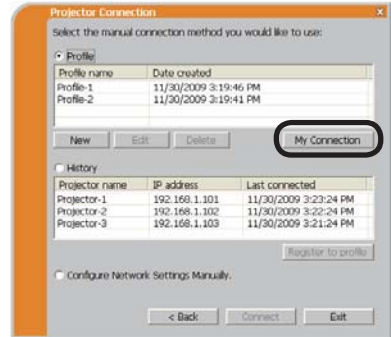 Projector Connection
Select the manual connection method you would like to use:
Profile
Profile name Date created
Profile-1 11/30/2009 3:19:46 PM
Profile-2 11/30/2009 3:19:41 PM
New Edit Delete My Connection
History
Projector name IP address Last connected
Projector-1 192.168.1.101 11/30/2009 3:23:24 PM
Projector-2 192.168.1.102 11/30/2009 3:22:24 PM
Projector-3 192.168.1.103 11/30/2009 3:21:24 PM
Register to profile
Configure Network Settings Manually.
< Back Connect Exit